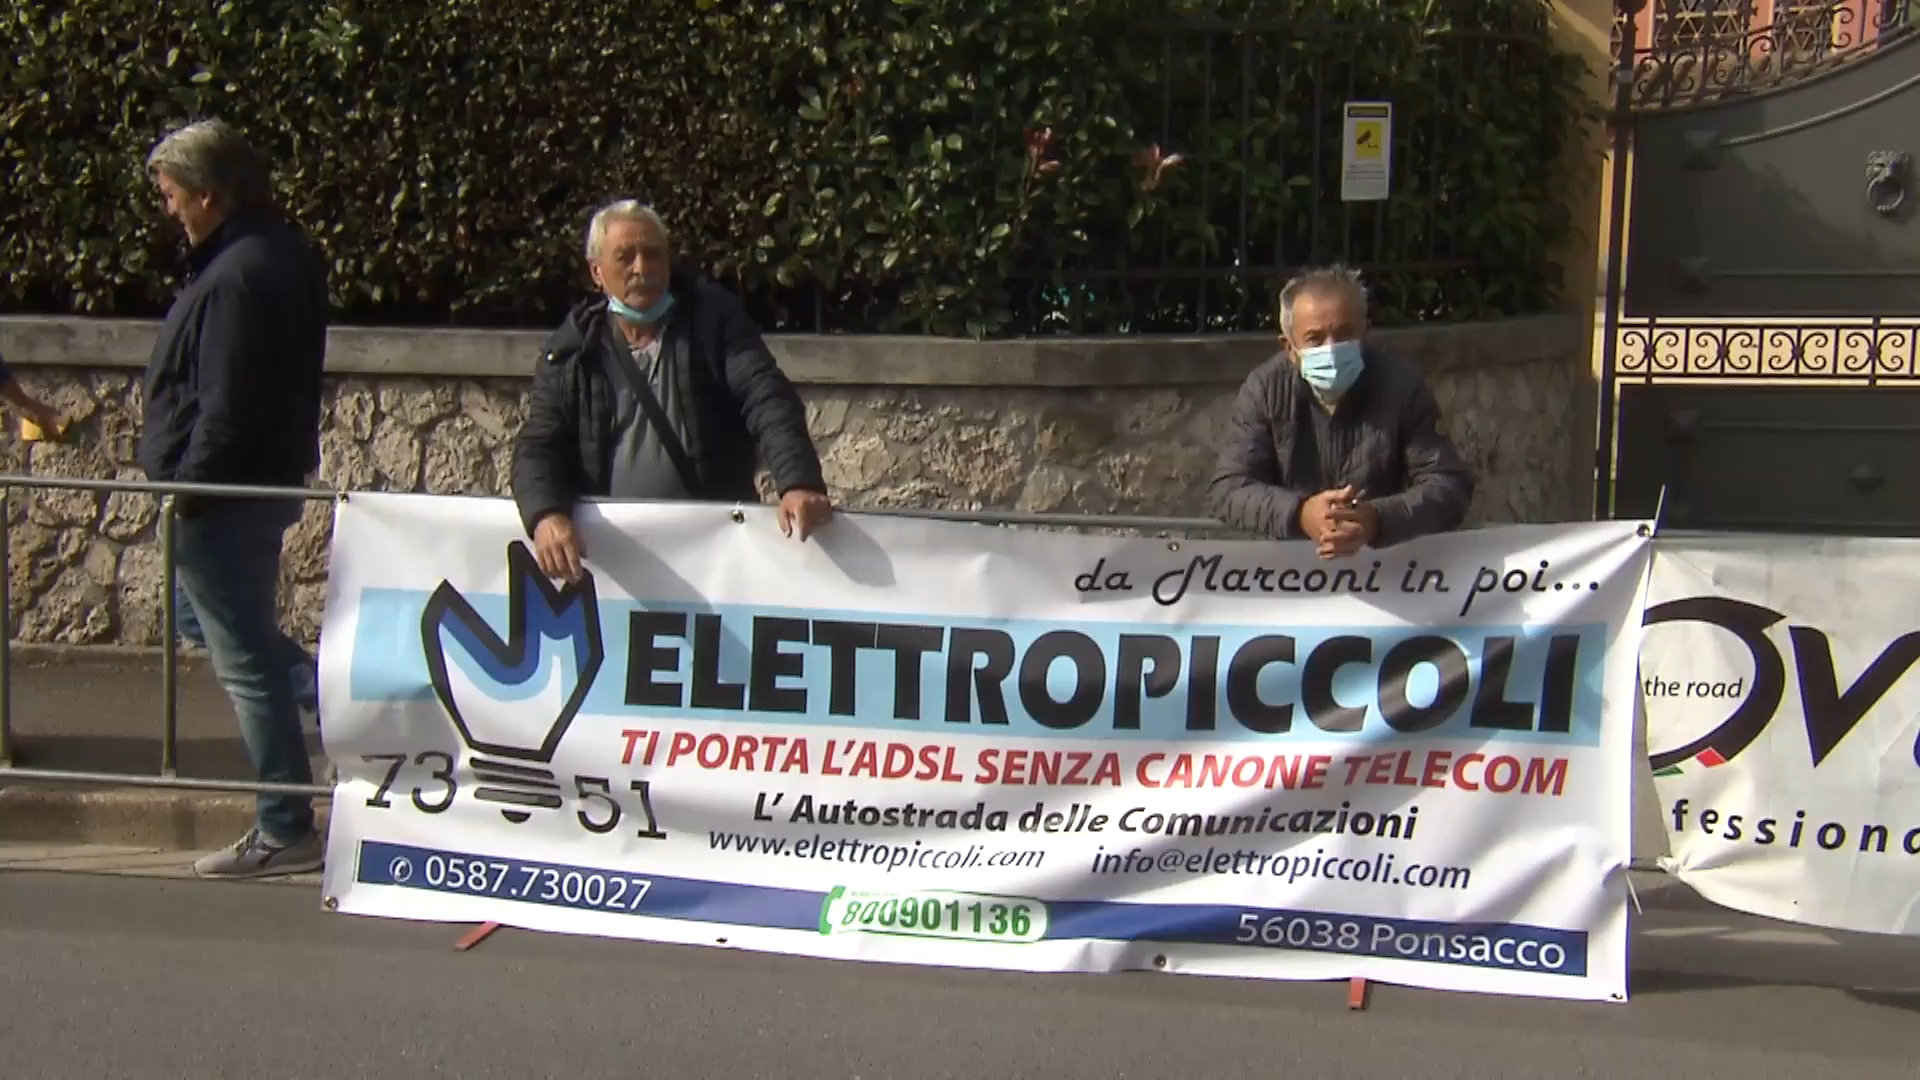 da Marconi in poi...
ELETTROPICCOLI
TI PORTA L'ADSL SENZA CANONE TELECOM
73 51
L' Autostrada delle Comunicazioni
www.elettropiccoli.com info@elettropiccoli.com
0587.730027
800901136
56038 Ponsacco
the road
fessiona